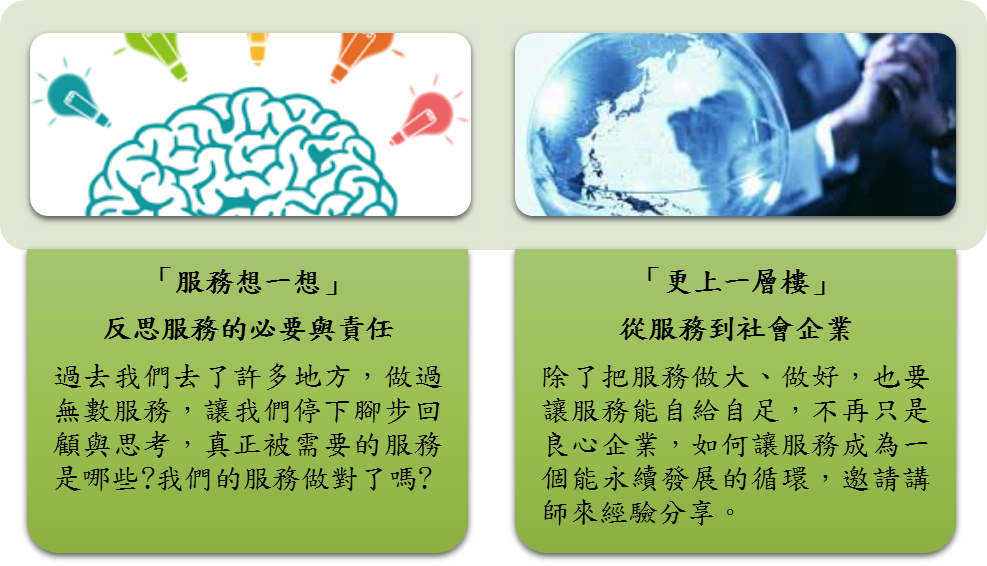 「服務想一想」
反思服務的必要與責任
過去我們去了許多地方，做過
無數服務，讓我們停下腳步回
顧與思考，真正被需要的服務
是哪些?我們的服務做對了嗎?
「更上一層樓」
從服務到社會企業
除了把服務做大、做好，也要
讓服務能自給自足，不再只是
良心企業，如何讓服務成為一
個能永續發展的循環，邀請講
師來經驗分享。